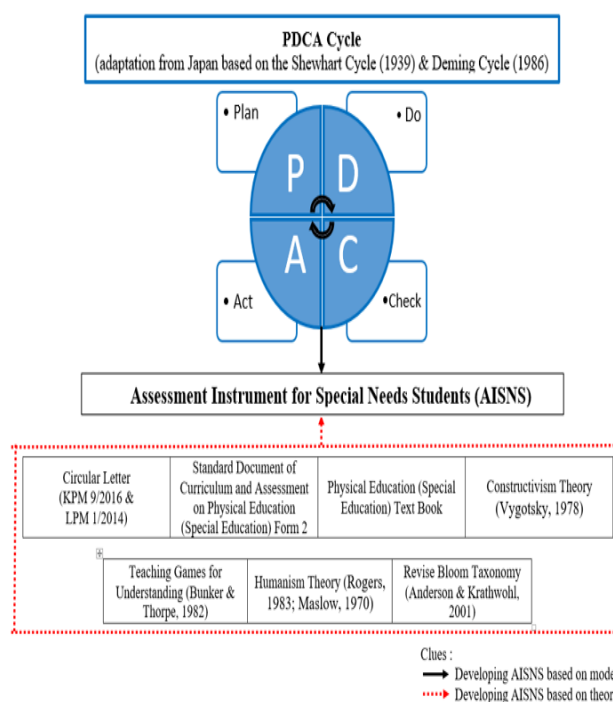 PDCA Cycle
(adaptation from Japan based on the Shewhart Cycle (1939) & Deming Cycle (1986)
• Plan
• Do
P
D
A
C
• Act
•Check
Assessment Instrument for Special Needs Students (AISNS)
Circular Letter
(KPM 9/2016 &
LPM 1/2014)
Standard Document of
Curriculum and Assessment
on Physical Education
(Special Education) Form 2
Physical Education (Special
Education) Text Book
Constructivism Theory
(Vygotsky, 1978)
Teaching Games for
Understanding (Bunker &
Thorpe, 1982)
Humanism Theory (Rogers,
1983; Maslow, 1970)
Revise Bloom Taxonomy
(Anderson & Krathwohl,
2001)
Clues :
Developing AISNS based on mode
Developing AISNS based on theor